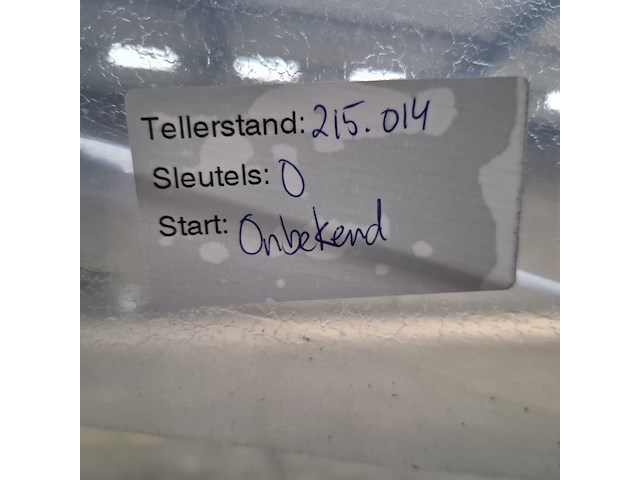 Tellerstand: 215.014
Sleutels: 0
Start: Onbekend